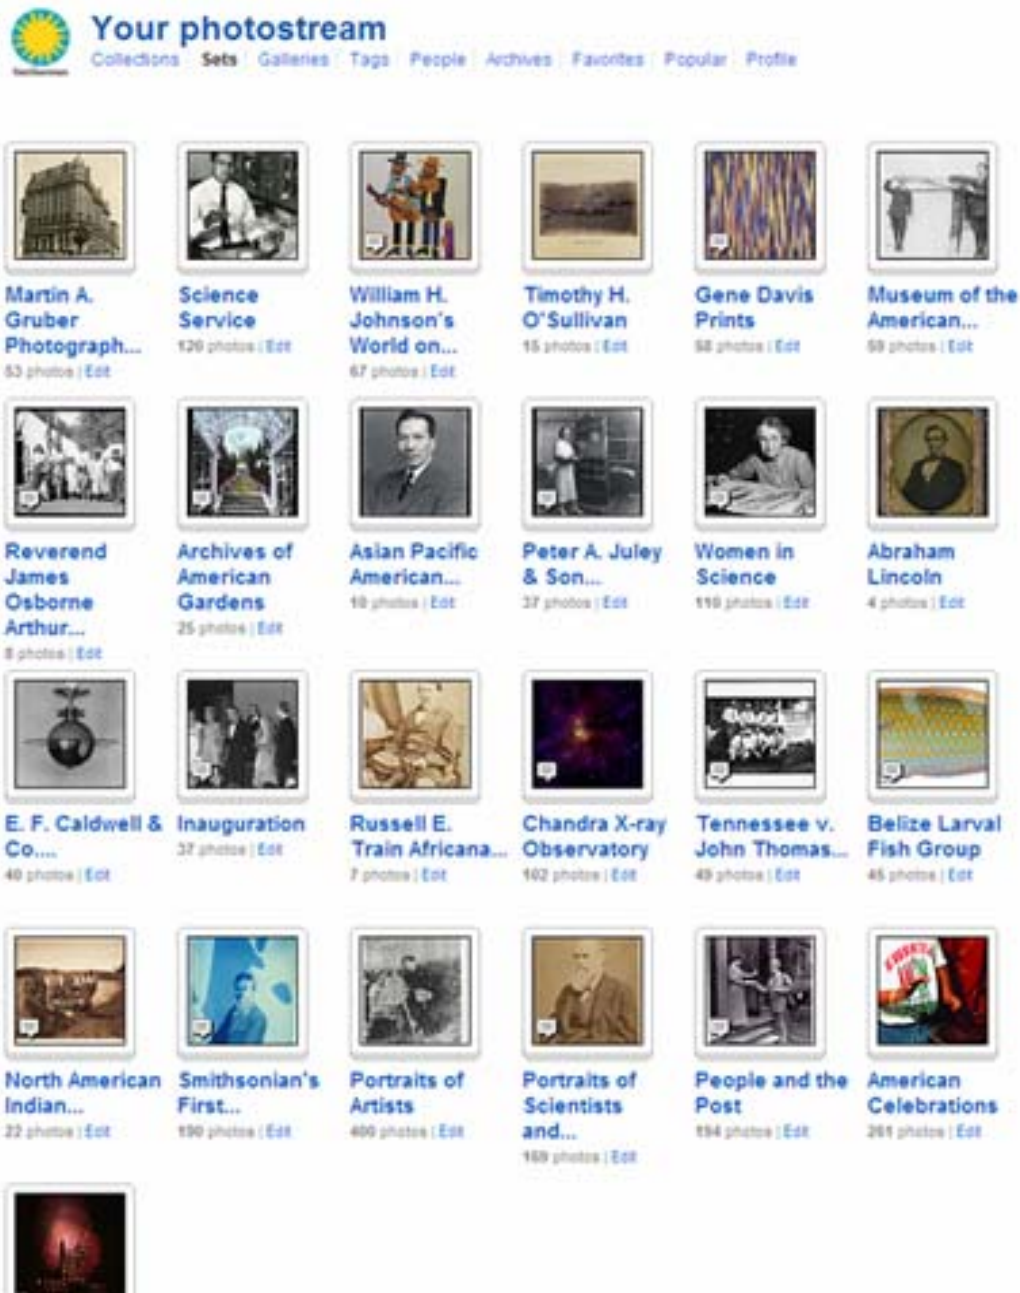 Your photostream
Collections Sets Galleries Tags People Archives Favorites Popular Profile
Martin A. Gruber Photograph...
53 photos | Edit
Science Service
120 photos | Edit
William H. Johnson's World on...
67 photos | Edit
Timothy H. O'Sullivan
15 photos | Edit
Gene Davis Prints
58 photos | Edit
Museum of the American...
59 photos | Edit
Reverend James Osborne Arthur...
8 photos | Edit
Archives of American Gardens
25 photos | Edit
Asian Pacific American...
10 photos | Edit
Peter A. Juley & Son...
37 photos | Edit
Women in Science
110 photos | Edit
Abraham Lincoln
4 photos | Edit
E. F. Caldwell & Co....
40 photos | Edit
Inauguration
37 photos | Edit
Russell E. Train Africana...
7 photos | Edit
Chandra X-ray Observatory
102 photos | Edit
Tennessee v. John Thomas...
49 photos | Edit
Belize Larval Fish Group
45 photos | Edit
North American Indian...
22 photos | Edit
Smithsonian's First...
190 photos | Edit
Portraits of Artists
400 photos | Edit
Portraits of Scientists and...
169 photos | Edit
People and the Post
194 photos | Edit
American Celebrations
261 photos | Edit